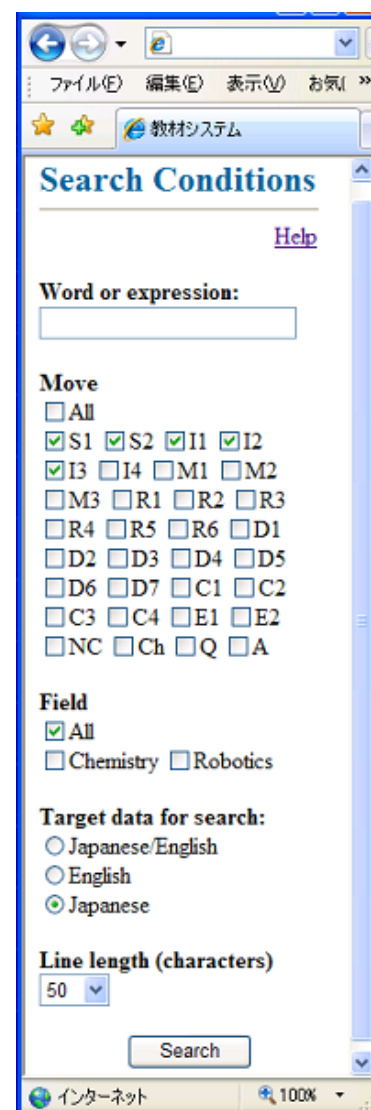 ファイル(F) 編集(E) 表示(V) お気に
教材システム
Search Conditions
Help
Word or expression:
Move
All
S1 S2 I1 I2
I3 I4 M1 M2
M3 R1 R2 R3
R4 R5 R6 D1
D2 D3 D4 D5
D6 D7 C1 C2
C3 C4 E1 E2
NC Ch Q A
Field
All
Chemistry Robotics
Target data for search:
Japanese/English
English
Japanese
Line length (characters)
50
Search
インターネット 100%